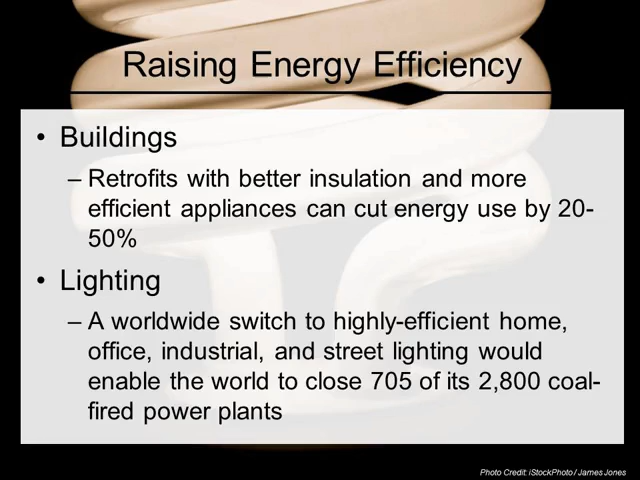 Raising Energy Efficiency
• Buildings
– Retrofits with better insulation and more
efficient appliances can cut energy use by 20-
50%
• Lighting
– A worldwide switch to highly-efficient home,
office, industrial, and street lighting would
enable the world to close 705 of its 2,800 coal-
fired power plants
Photo Credit: iStockPhoto / James Jones